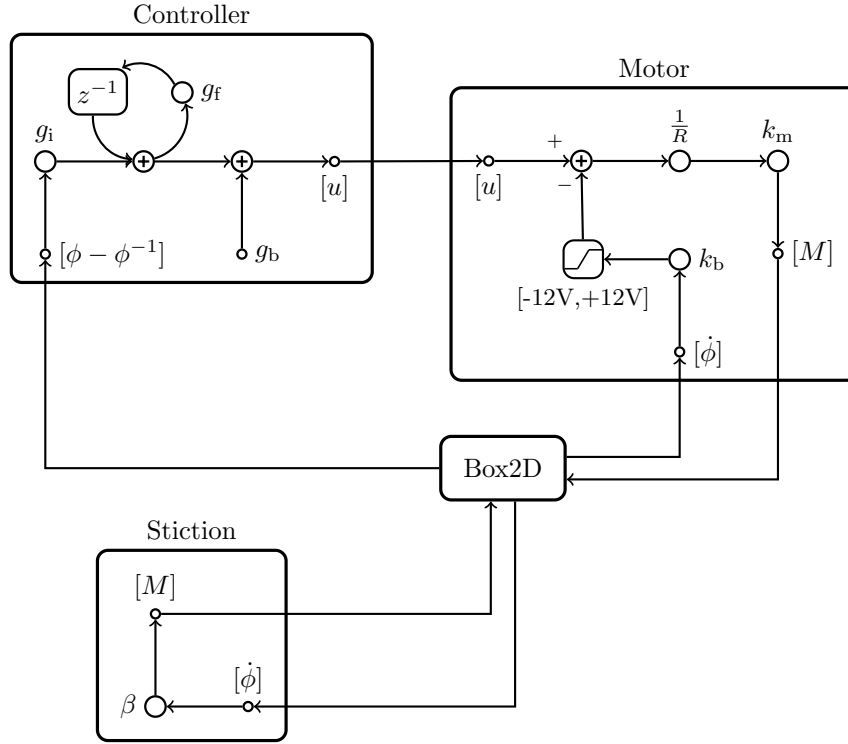 Controller
z⁻¹
g_f
g_i
[u]
[ϕ − ϕ⁻¹]
g_b
Motor
1/R
k_m
+
[u]
−
k_b
[M]
[-12V,+12V]
[ϕ̇]
Box2D
Stiction
[M]
[ϕ̇]
β